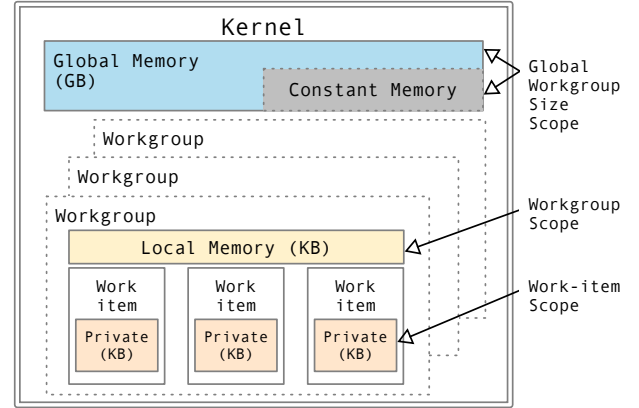 Kernel
Global Memory
(GB)
Constant Memory
Global
Workgroup
Size
Scope
Workgroup
Workgroup
Workgroup
Workgroup
Scope
Local Memory (KB)
Work
item
Work
item
Work
item
Private
(KB)
Private
(KB)
Private
(KB)
Work-item
Scope